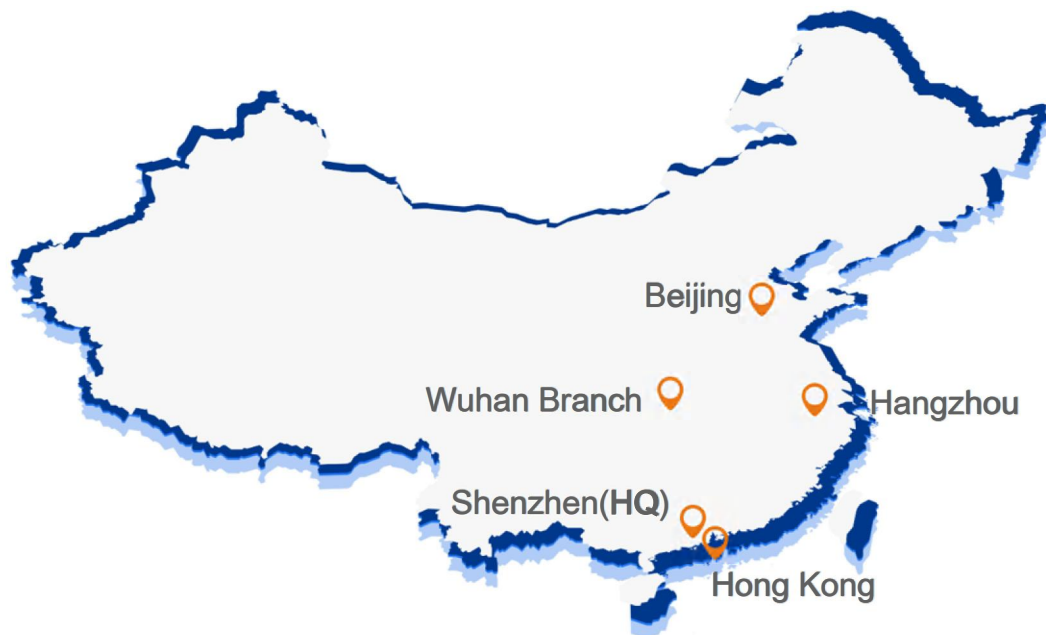 Beijing
Wuhan Branch
Hangzhou
Shenzhen(HQ)
Hong Kong